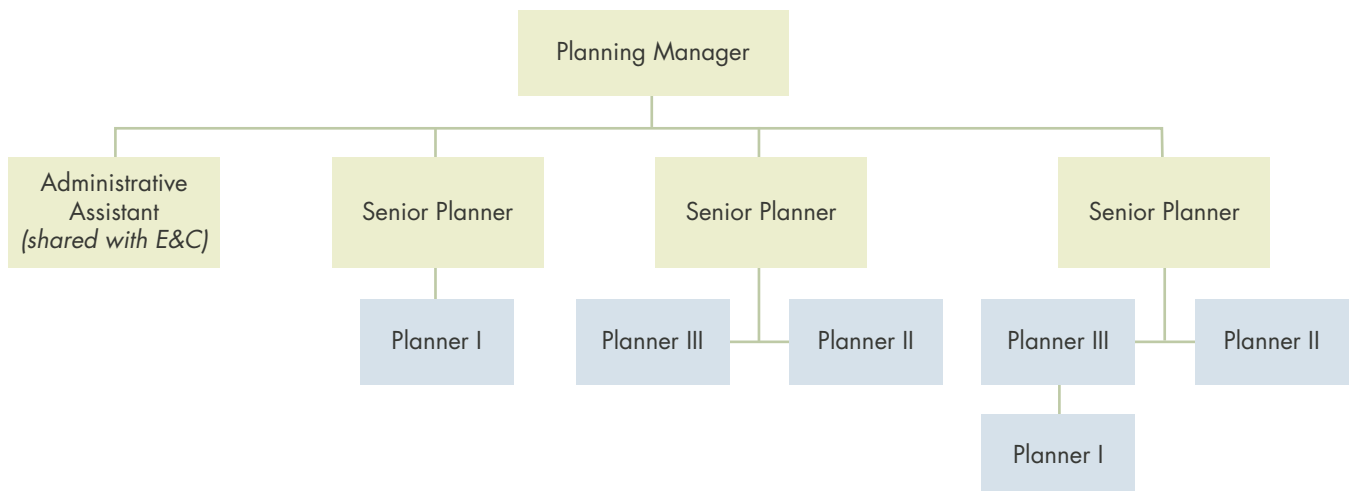 Planning Manager
Administrative
Assistant
(shared with E&C)
Senior Planner
Senior Planner
Senior Planner
Planner I
Planner III
Planner II
Planner III
Planner II
Planner I